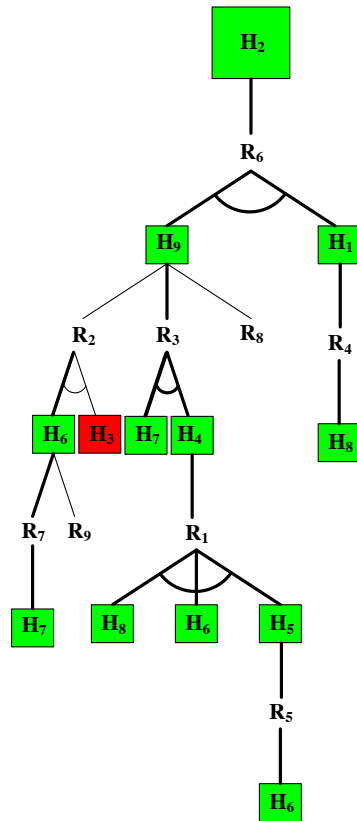 H₂
R₆
H₉ H₁
R₂ R₃ R₈ R₄
H₆ H₃ H₇ H₄ H₈
R₇ R₉ R₁
H₇ H₈ H₆ H₅
R₅
H₆